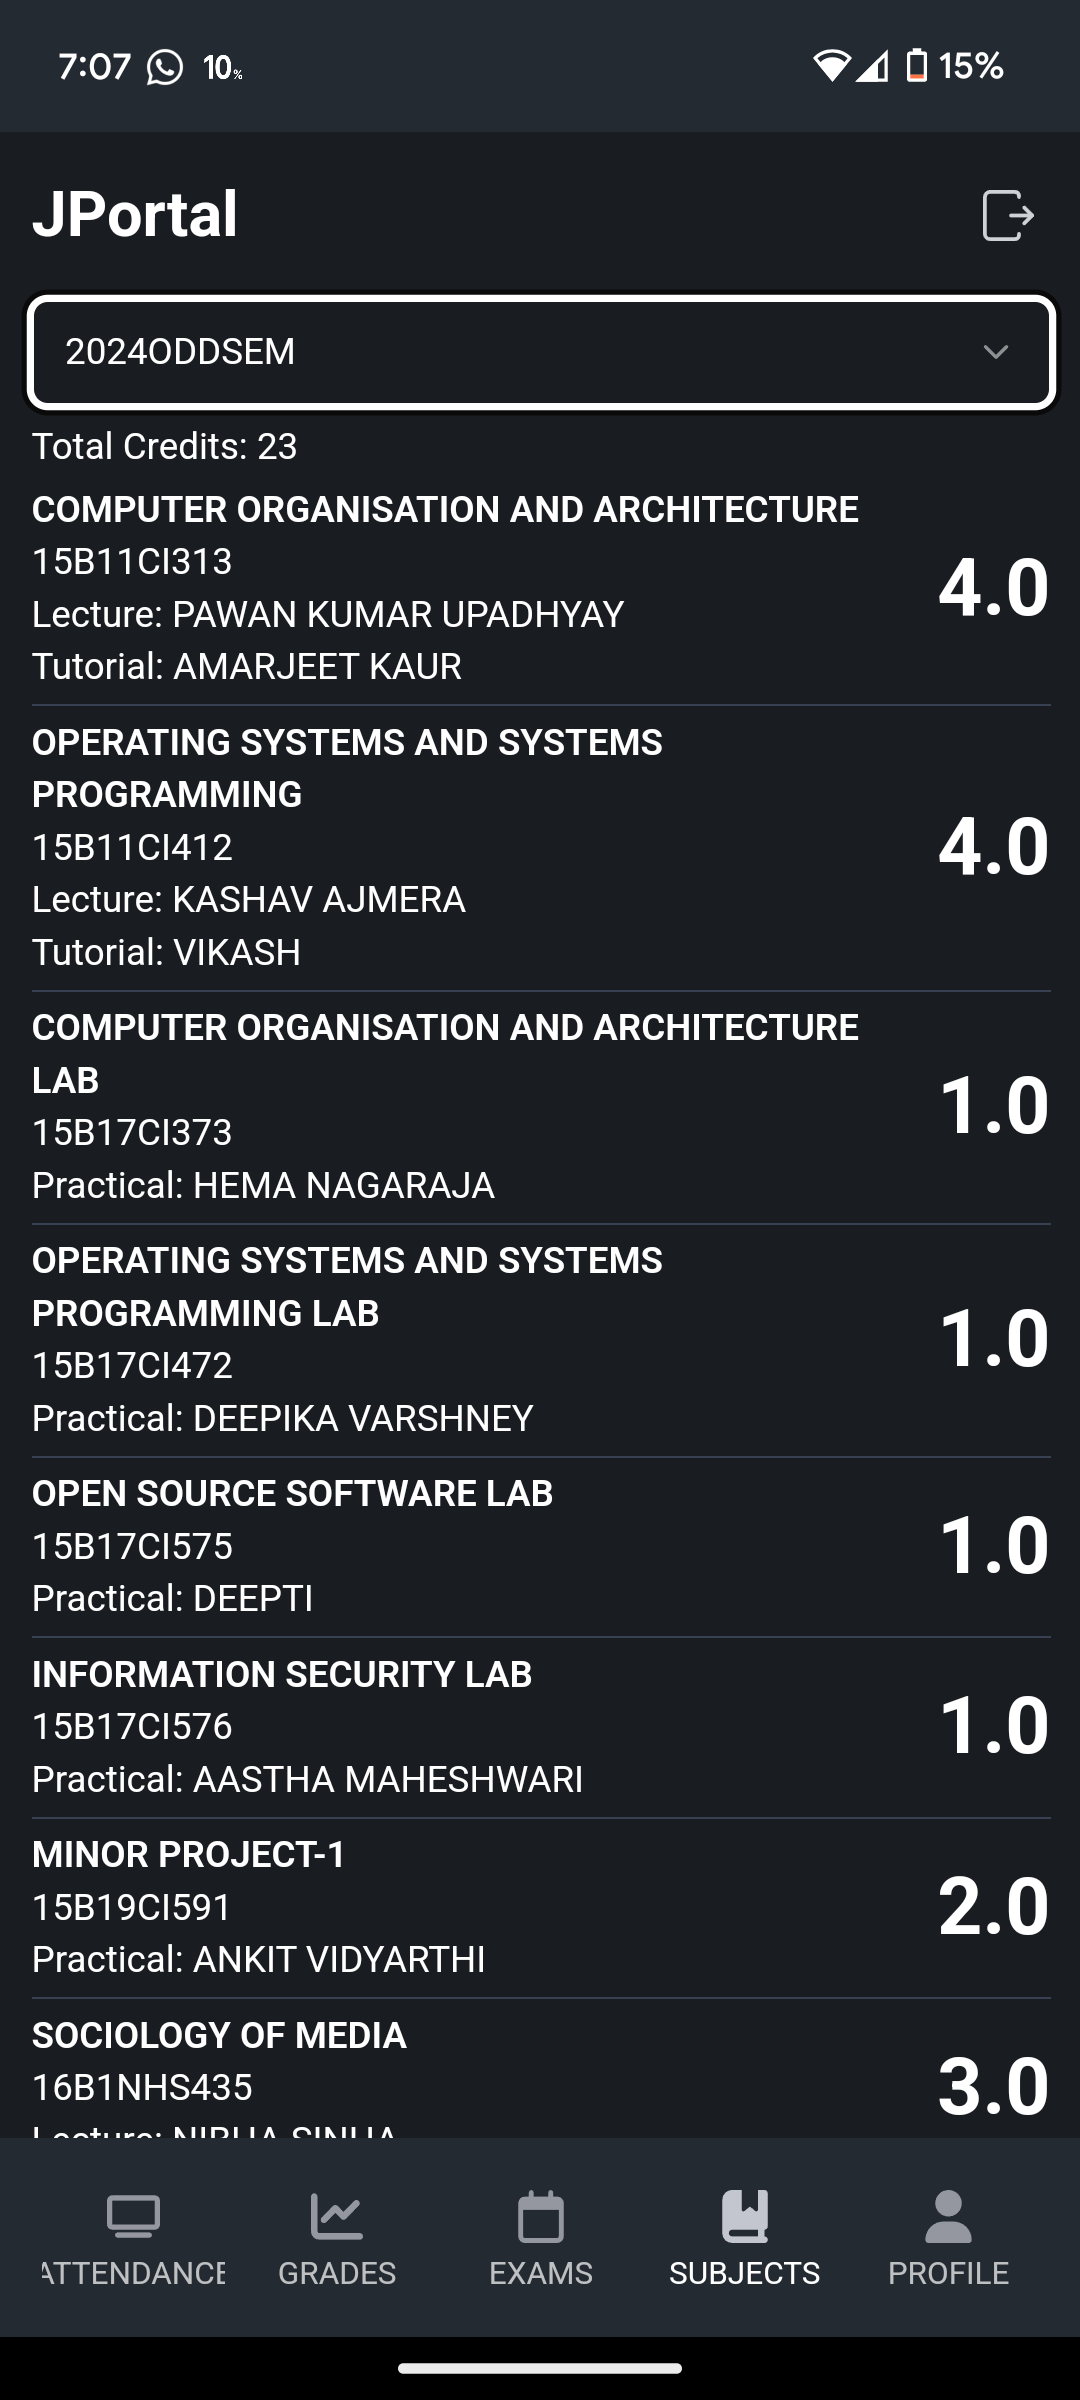 7:07 10%
15%
JPortal
2024ODDSEM
Total Credits: 23
COMPUTER ORGANISATION AND ARCHITECTURE
15B11CI313
4.0
Lecture: PAWAN KUMAR UPADHYAY
Tutorial: AMARJEET KAUR
OPERATING SYSTEMS AND SYSTEMS
PROGRAMMING
15B11CI412
4.0
Lecture: KASHAV AJMERA
Tutorial: VIKASH
COMPUTER ORGANISATION AND ARCHITECTURE
LAB
1.0
15B17CI373
Practical: HEMA NAGARAJA
OPERATING SYSTEMS AND SYSTEMS
PROGRAMMING LAB
1.0
15B17CI472
Practical: DEEPIKA VARSHNEY
OPEN SOURCE SOFTWARE LAB
15B17CI575
1.0
Practical: DEEPTI
INFORMATION SECURITY LAB
15B17CI576
1.0
Practical: AASTHA MAHESHWARI
MINOR PROJECT-1
15B19CI591
2.0
Practical: ANKIT VIDYARTHI
SOCIOLOGY OF MEDIA
16B1NHS435
3.0
Lecture:
ATTENDANCE
GRADES
EXAMS
SUBJECTS
PROFILE